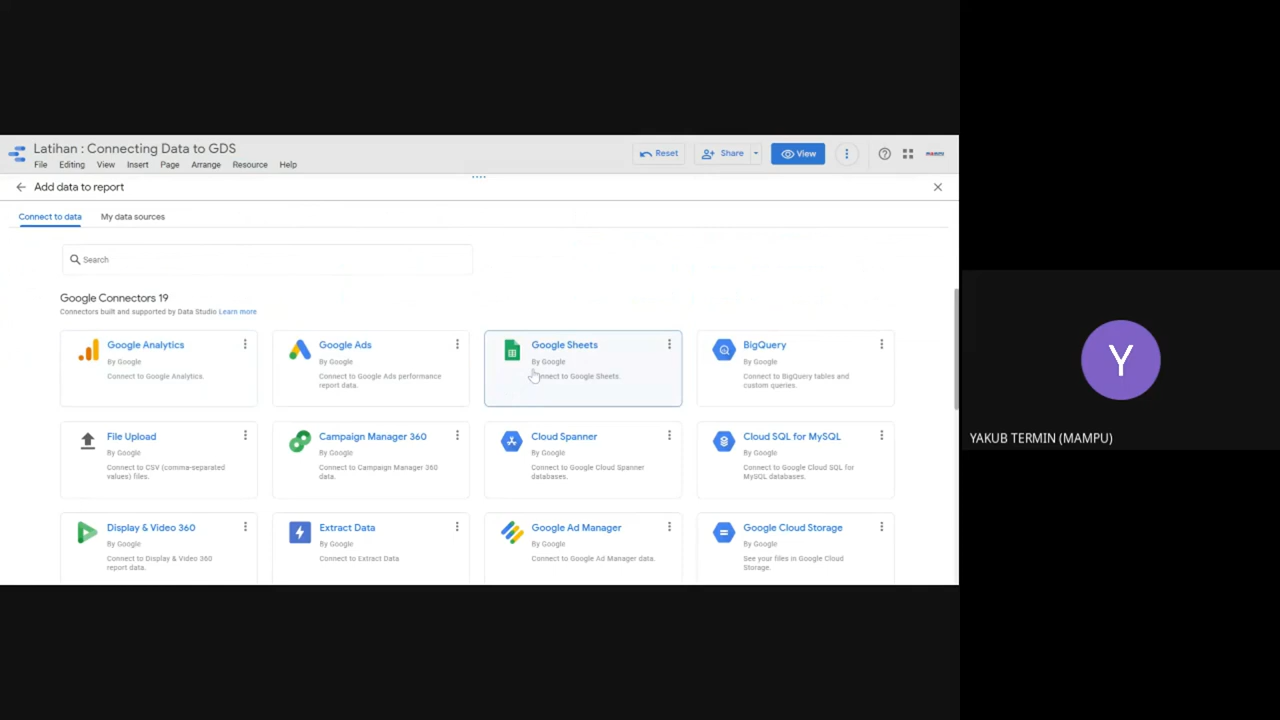 Latihan : Connecting Data to GDS
File Editing View Insert Page Arrange Resource Help
Reset
Share
View
Add data to report
Connect to data My data sources
Search
Google Connectors 19
Connectors built and supported by Data Studio Learn more
Google Analytics
By Google
Connect to Google Analytics.
Google Ads
By Google
Connect to Google Ads performance
report data.
Google Sheets
By Google
Connect to Google Sheets.
BigQuery
By Google
Connect to BigQuery tables and
custom queries.
File Upload
By Google
Connect to CSV (comma-separated
values) files.
Campaign Manager 360
By Google
Connect to Campaign Manager 360
data.
Cloud Spanner
By Google
Connect to Google Cloud Spanner
databases.
Cloud SQL for MySQL
By Google
Connect to Google Cloud SQL for
MySQL databases.
Display & Video 360
By Google
Connect to Display & Video 360
report data.
Extract Data
By Google
Connect to Extract Data
Google Ad Manager
By Google
Connect to Google Ad Manager data.
Google Cloud Storage
By Google
See your files in Google Cloud
Storage.
Y
YAKUB TERMIN (MAMPU)